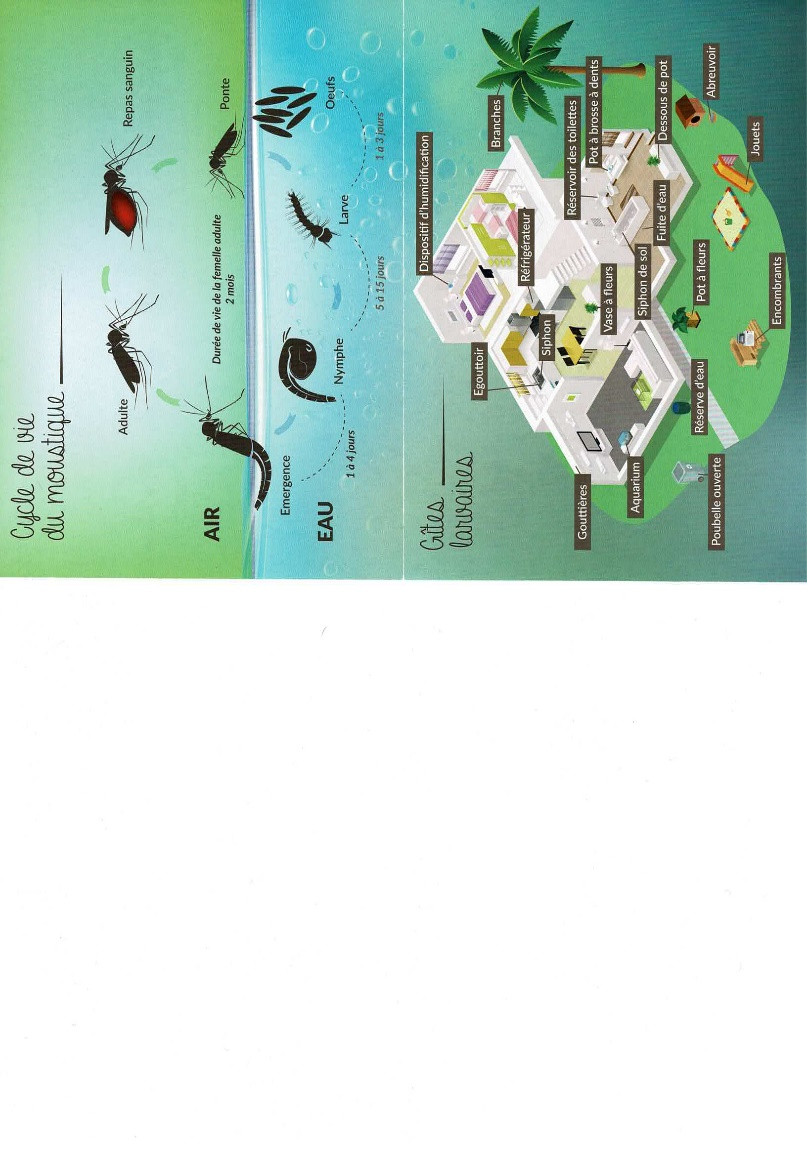 Cycle de vie
du moustique
Adulte
Repas sanguin
Durée de vie de la femelle adulte
2 mois
Ponte
AIR
Emergence
EAU
Nymphe
Larve
Oeufs
1 à 4 jours
5 à 15 jours
1 à 3 jours
Gîtes
larvaires
Dispositif d'humidification
Branches
Egouttoir
Réfrigérateur
Siphon
Réservoir des toilettes
Pot à brosse à dents
Vase à fleurs
Siphon de sol
Fuite d'eau
Dessous de pot
Abreuvoir
Gouttières
Aquarium
Réserve d'eau
Pot à fleurs
Jouets
Poubelle ouverte
Encombrants